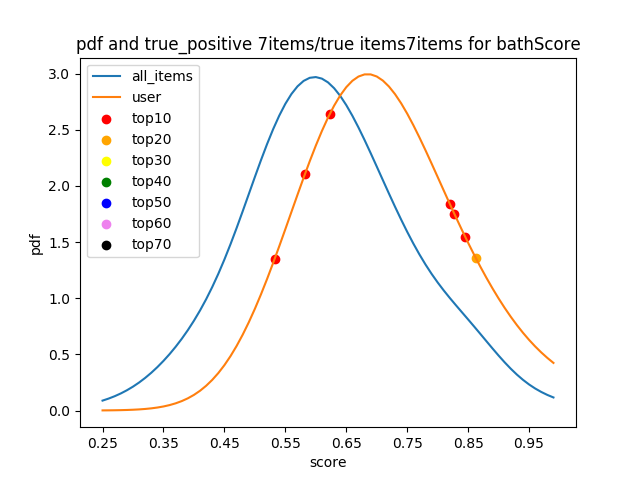 pdf and true_positive 7items/true items7items for bathScore
all_items
user
top10
top20
top30
top40
top50
top60
top70
pdf
3.0
2.5
2.0
1.5
1.0
0.5
0.0
0.25 0.35 0.45 0.55 0.65 0.75 0.85 0.95
score